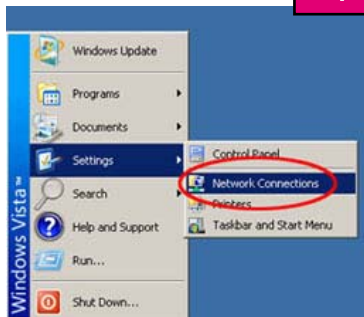 Windows Update
Programs
Documents
Settings
Search
Help and Support
Run...
Shut Down...
Control Panel
Network Connections
Printers
Taskbar and Start Menu
Windows Vista™